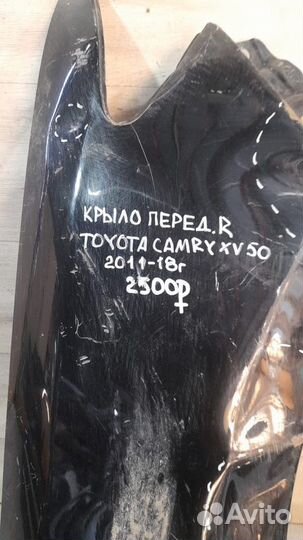 КРЫЛО ПЕРЕД.R
TOYOTA CAMRY XV50
2011-18г
2500₽
Avito